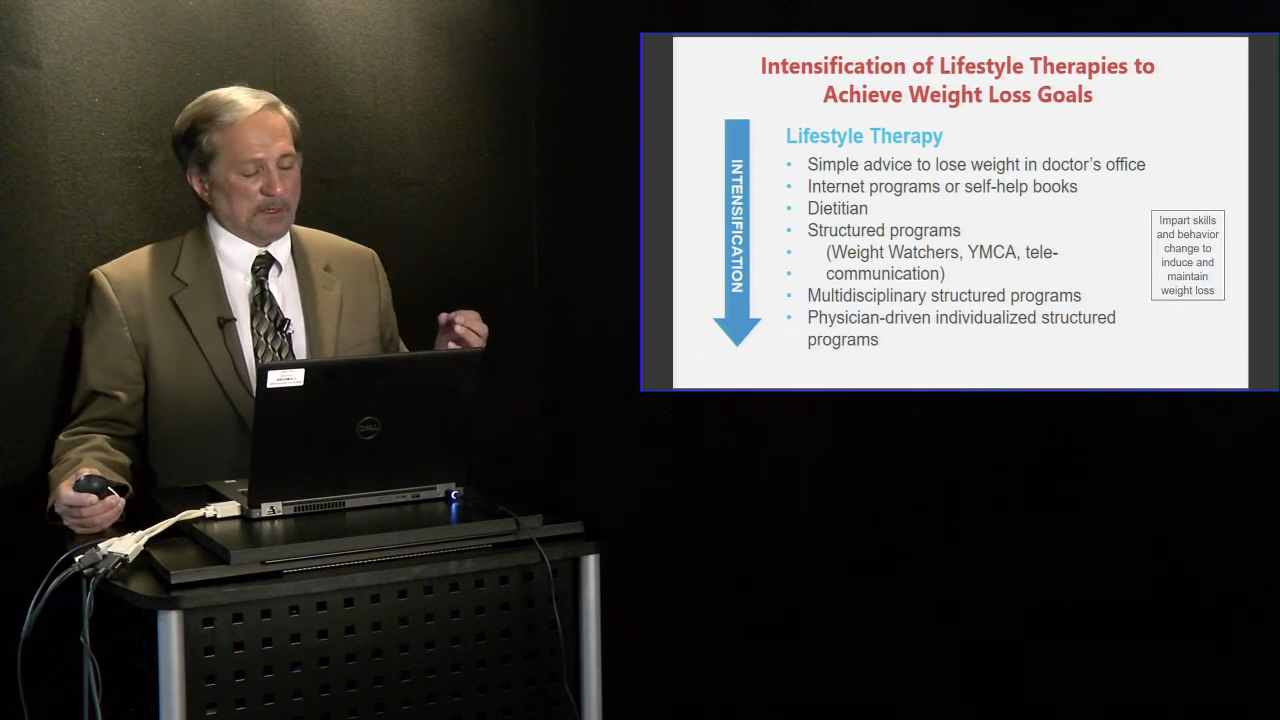 Intensification of Lifestyle Therapies to
Achieve Weight Loss Goals
INTENSIFICATION
Lifestyle Therapy
• Simple advice to lose weight in doctor’s office
• Internet programs or self-help books
• Dietitian
• Structured programs
• (Weight Watchers, YMCA, tele-
• communication)
• Multidisciplinary structured programs
• Physician-driven individualized structured
programs
Impart skills
and behavior
change to
induce and
maintain
weight loss
DELL